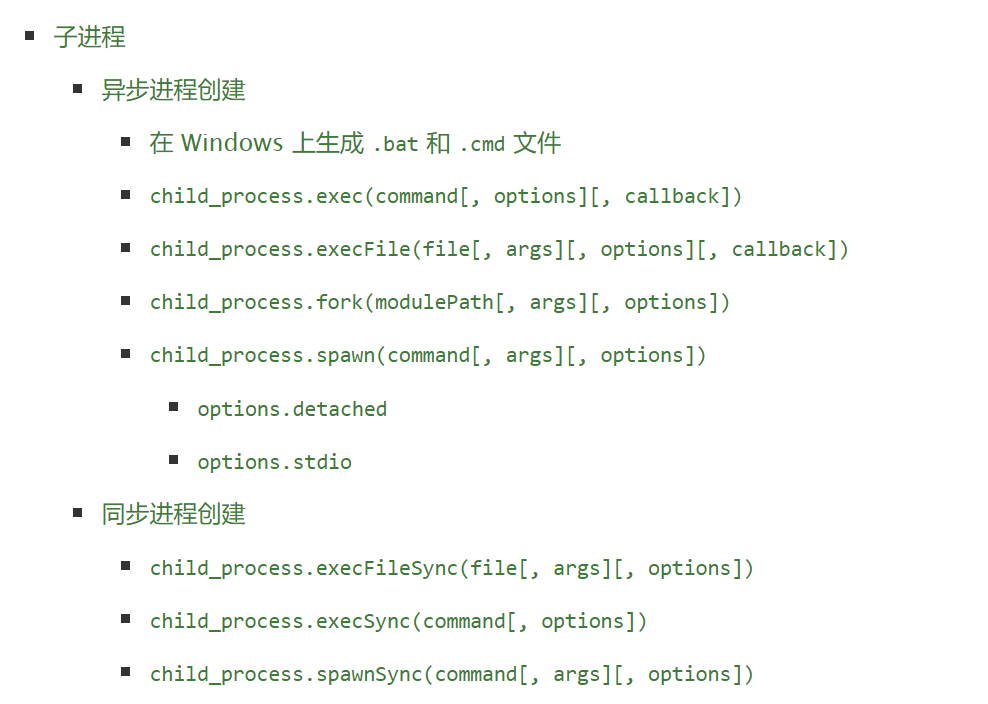 子进程
异步进程创建
在 Windows 上生成 .bat 和 .cmd 文件
child_process.exec(command[, options][, callback])
child_process.execFile(file[, args][, options][, callback])
child_process.fork(modulePath[, args][, options])
child_process.spawn(command[, args][, options])
options.detached
options.stdio
同步进程创建
child_process.execFileSync(file[, args][, options])
child_process.execSync(command[, options])
child_process.spawnSync(command[, args][, options])